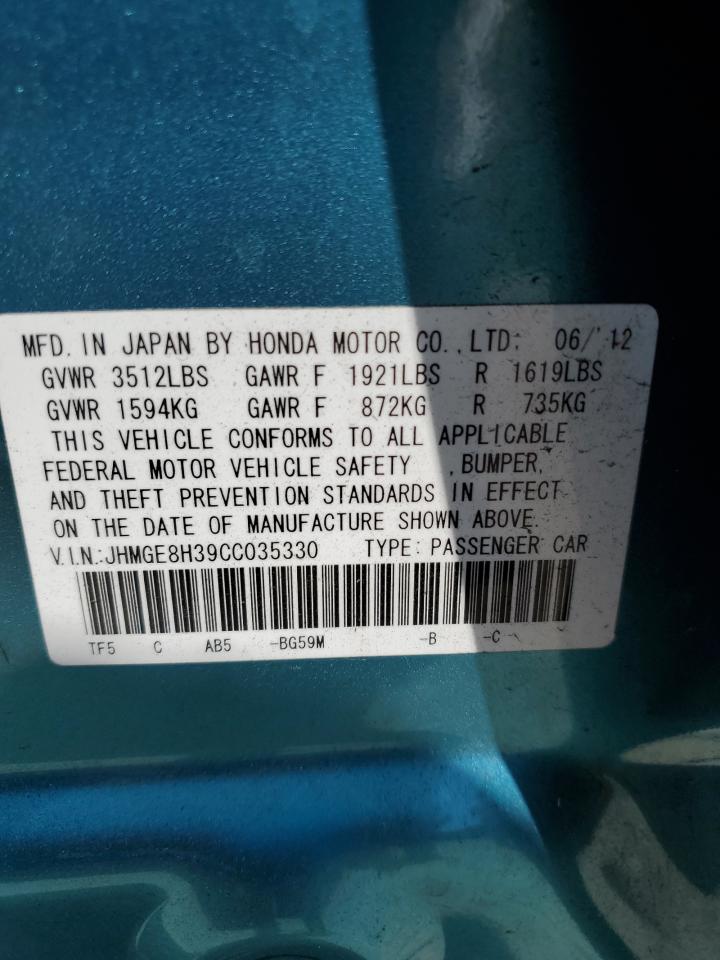 MFD. IN JAPAN BY HONDA MOTOR CO., LTD: 06/'12
GVWR 3512LBS GAWR F 1921LBS R 1619LBS
GVWR 1594KG GAWR F 872KG R 735KG
THIS VEHICLE CONFORMS TO ALL APPLICABLE
FEDERAL MOTOR VEHICLE SAFETY , BUMPER,
AND THEFT PREVENTION STANDARDS IN EFFECT
ON THE DATE OF MANUFACTURE SHOWN ABOVE.
V.I.N.:JHMGE8H39CC035330 TYPE: PASSENGER CAR
TF5 C AB5 -BG59M -B -C